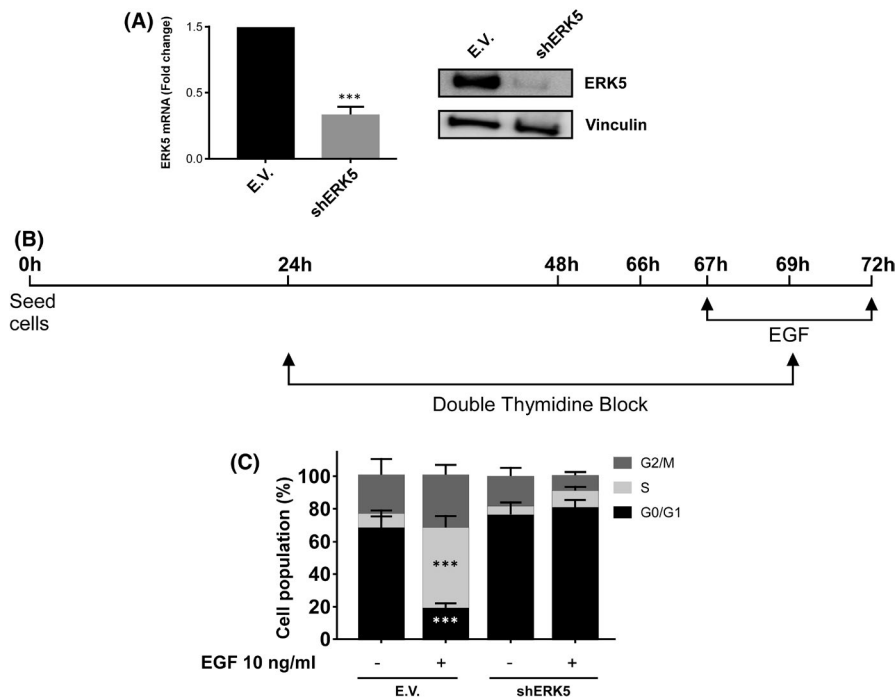 (A)
ERK5 mRNA (Fold change)
1.5
0.5
0.0
***
E.V.
shERK5
E.V.
shERK5
ERK5
Vinculin
(B)
0h 24h 48h 66h 67h 69h 72h
Seed
cells
EGF
Double Thymidine Block
(C)
Cell population (%)
100
80
60
40
20
0
***
***
G2/M
S
G0/G1
EGF 10 ng/ml - + - +
E.V. shERK5